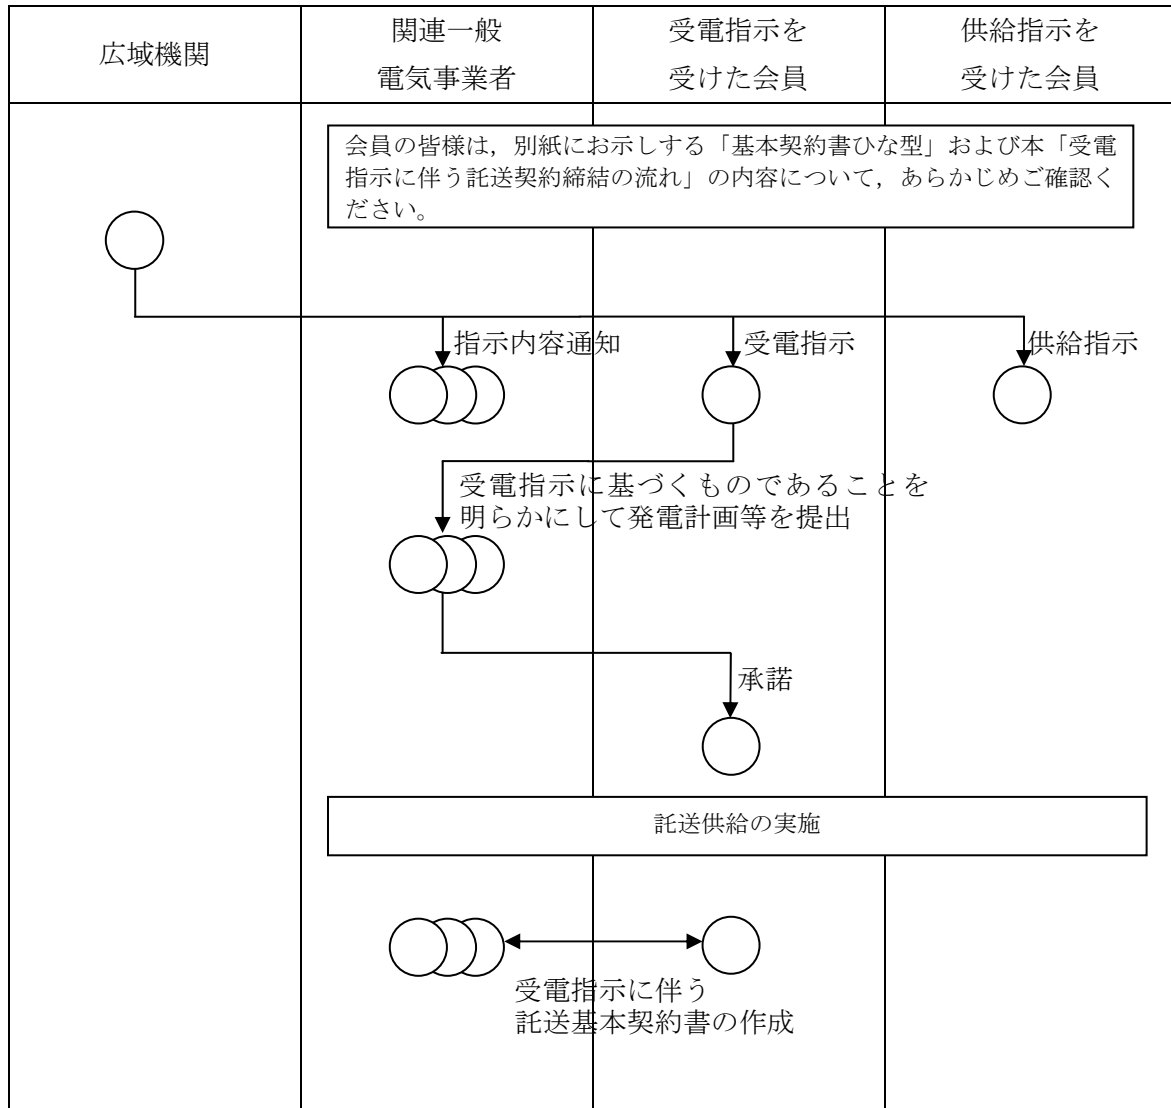 広域機関
関連一般
電気事業者
受電指示を
受けた会員
供給指示を
受けた会員
会員の皆様は，別紙にお示しする「基本契約書ひな型」および本「受電
指示に伴う託送契約締結の流れ」の内容について，あらかじめご確認く
ださい。
指示内容通知
受電指示
供給指示
受電指示に基づくものであることを
明らかにして発電計画等を提出
承諾
託送供給の実施
受電指示に伴う
託送基本契約書の作成